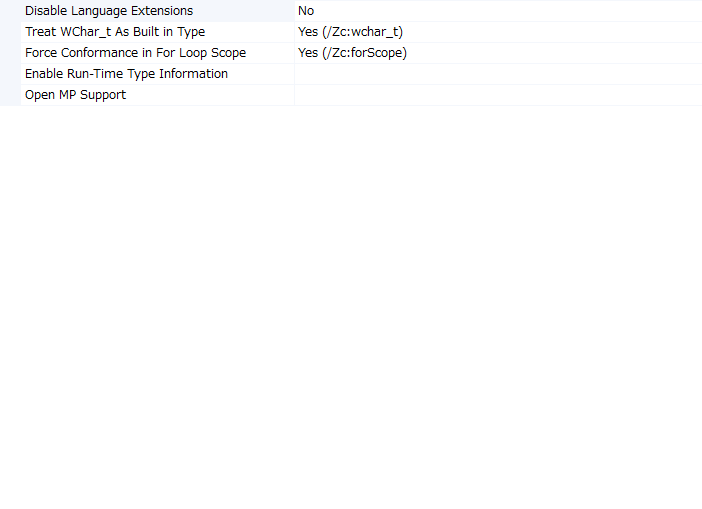 Disable Language Extensions No
Treat WChar_t As Built in Type Yes (/Zc:wchar_t)
Force Conformance in For Loop Scope Yes (/Zc:forScope)
Enable Run-Time Type Information
Open MP Support